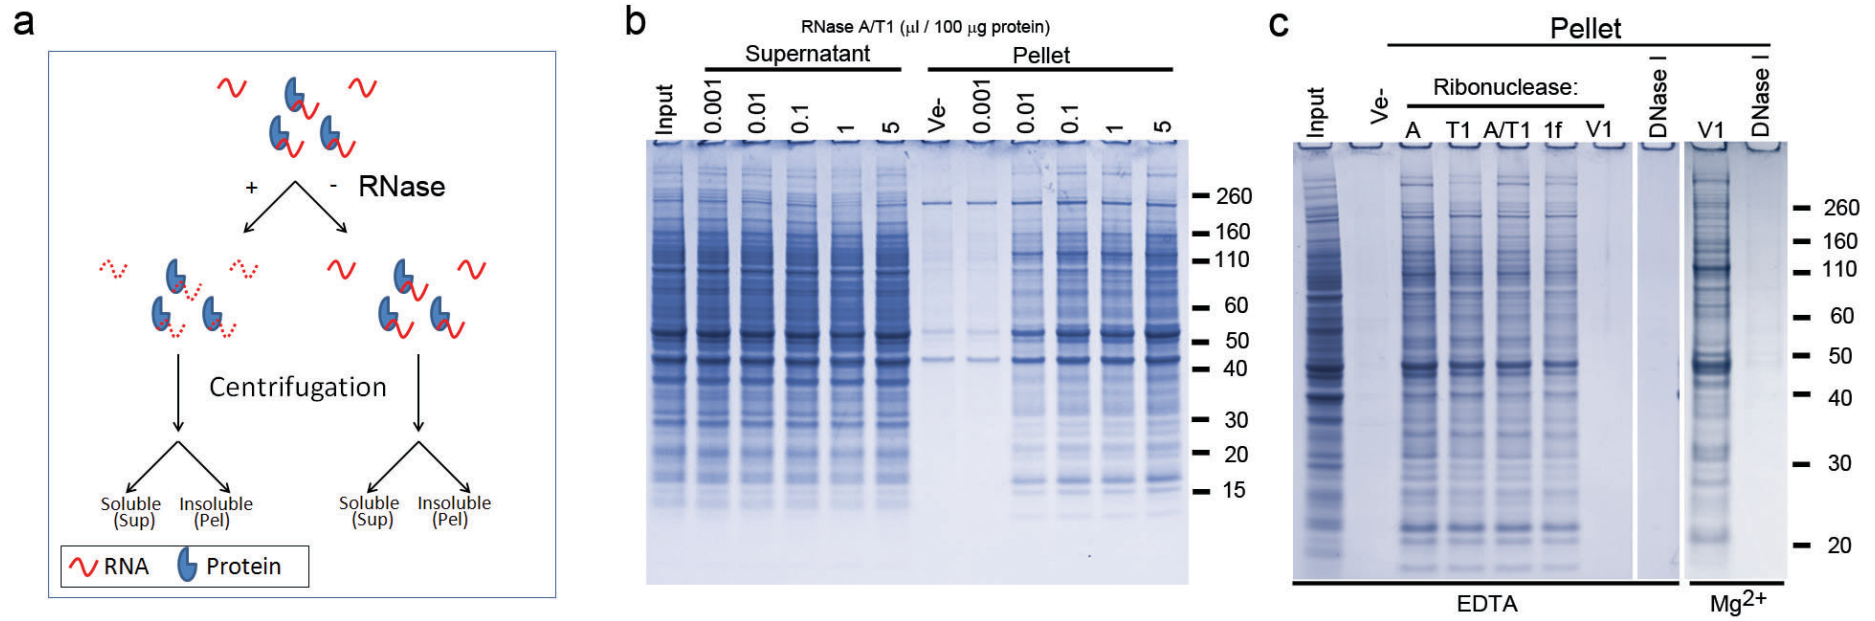 a
+ - RNase
Centrifugation
Soluble
(Sup)
Insoluble
(Pel)
Soluble
(Sup)
Insoluble
(Pel)
RNA
Protein
b
RNase A/T1 (µl / 100 µg protein)
Supernatant
Pellet
Input
0.001
0.01
0.1
1
5
Ve-
0.001
0.01
0.1
1
5
260
160
110
60
50
40
30
20
15
c
Pellet
Ribonuclease:
Input
Ve-
A
T1
A/T1
1f
V1
DNase I
V1
DNase I
260
160
110
60
50
40
30
20
EDTA
Mg2+